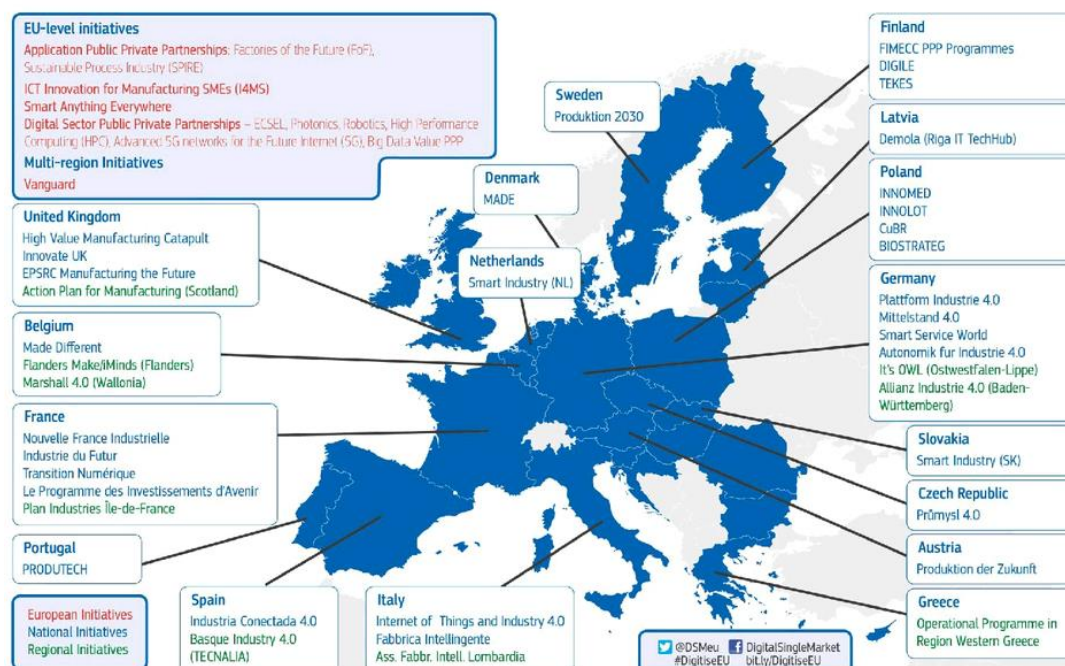 EU-level initiatives
Application Public Private Partnerships: Factories of the Future (FoF),
Sustainable Process Industry (SPIRE)
ICT Innovation for Manufacturing SMEs (I4MS)
Smart Anything Everywhere
Digital Sector Public Private Partnerships – ECSEL, Photonics, Robotics, High Performance
Computing (HPC), Advanced 5G networks for the Future Internet (5G), Big Data Value PPP
Multi-region Initiatives
Vanguard
United Kingdom
High Value Manufacturing Catapult
Innovate UK
EPSRC Manufacturing the Future
Action Plan for Manufacturing (Scotland)
Belgium
Made Different
Flanders Make/iMinds (Flanders)
Marshall 4.0 (Wallonia)
France
Nouvelle France Industrielle
Industrie du Futur
Transition Numérique
Le Programme des Investissements d'Avenir
Plan Industries Île-de-France
Portugal
PRODUTECH
European Initiatives
National Initiatives
Regional Initiatives
Spain
Industria Conectada 4.0
Basque Industry 4.0
(TECNALIA)
Italy
Internet of Things and Industry 4.0
Fabbrica Intelligente
Ass. Fabbr. Intell. Lombardia
Denmark
MADE
Netherlands
Smart Industry (NL)
Sweden
Produktion 2030
Finland
FIMECC PPP Programmes
DIGILE
TEKES
Latvia
Demola (Riga IT TechHub)
Poland
INNOMED
INNOLOT
CuBR
BIOSTRATEG
Germany
Plattform Industrie 4.0
Mittelstand 4.0
Smart Service World
Autonomik fur Industrie 4.0
It's OWL (Ostwestfalen-Lippe)
Allianz Industrie 4.0 (Baden-
Württemberg)
Slovakia
Smart Industry (SK)
Czech Republic
Průmysl 4.0
Austria
Produktion der Zukunft
Greece
Operational Programme in
Region Western Greece
@DSMeu DigitalSingleMarket
#DigitiseEU bit.ly/DigitiseEU